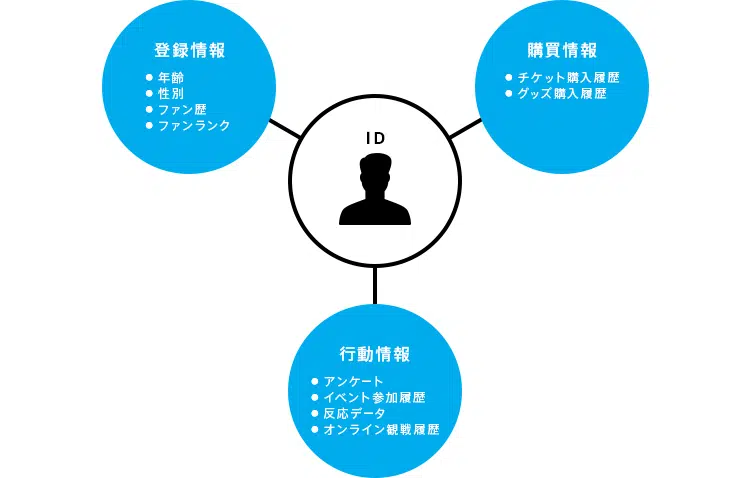 登録情報
● 年齢
● 性別
● ファン歴
● ファンランク
購買情報
● チケット購入履歴
● グッズ購入履歴
ID
行動情報
● アンケート
● イベント参加履歴
● 反応データ
● オンライン観戦履歴